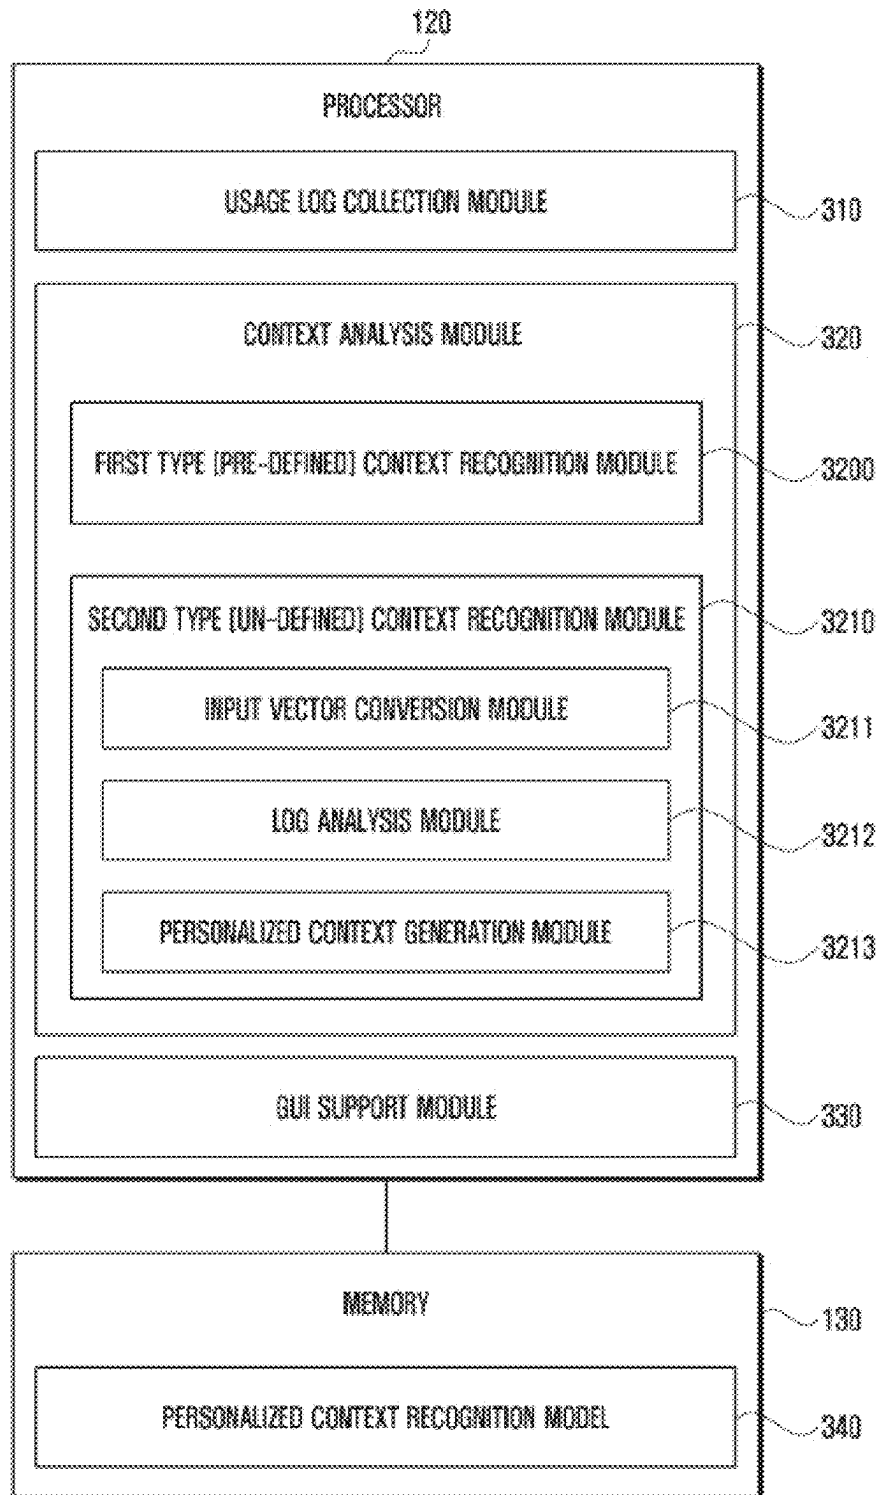 120
PROCESSOR
USAGE LOG COLLECTION MODULE
310
CONTEXT ANALYSIS MODULE
320
FIRST TYPE [PRE-DEFINED] CONTEXT RECOGNITION MODULE
3200
SECOND TYPE [UN-DEFINED] CONTEXT RECOGNITION MODULE
3210
INPUT VECTOR CONVERSION MODULE
3211
LOG ANALYSIS MODULE
3212
PERSONALIZED CONTEXT GENERATION MODULE
3213
GUI SUPPORT MODULE
330
MEMORY
130
PERSONALIZED CONTEXT RECOGNITION MODEL
340